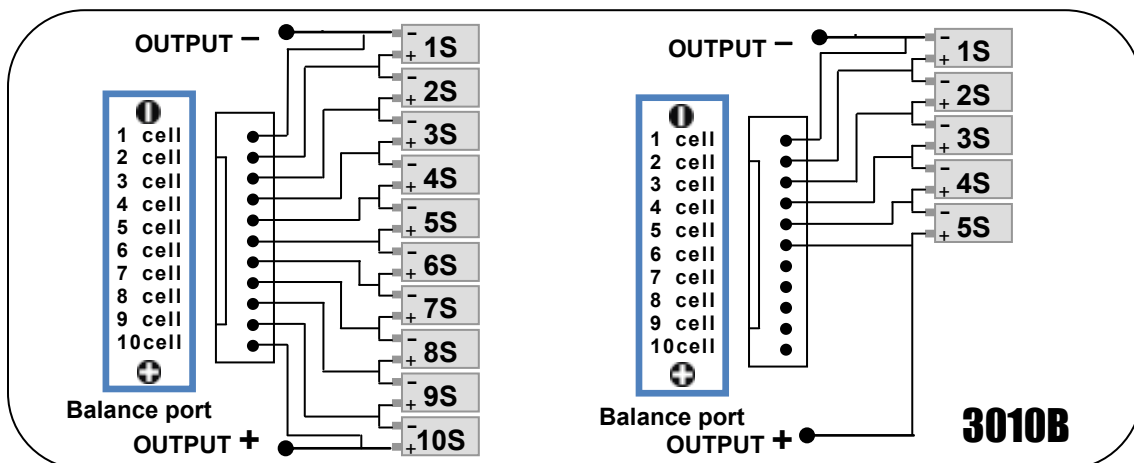 OUTPUT −
- + 1S
- + 2S
- + 3S
- + 4S
- + 5S
- + 6S
- + 7S
- + 8S
- + 9S
- + 10S
1 cell
2 cell
3 cell
4 cell
5 cell
6 cell
7 cell
8 cell
9 cell
10cell
+
Balance port
OUTPUT +
OUTPUT −
- + 1S
- + 2S
- + 3S
- + 4S
- + 5S
1 cell
2 cell
3 cell
4 cell
5 cell
6 cell
7 cell
8 cell
9 cell
10cell
+
Balance port
OUTPUT +
3010B